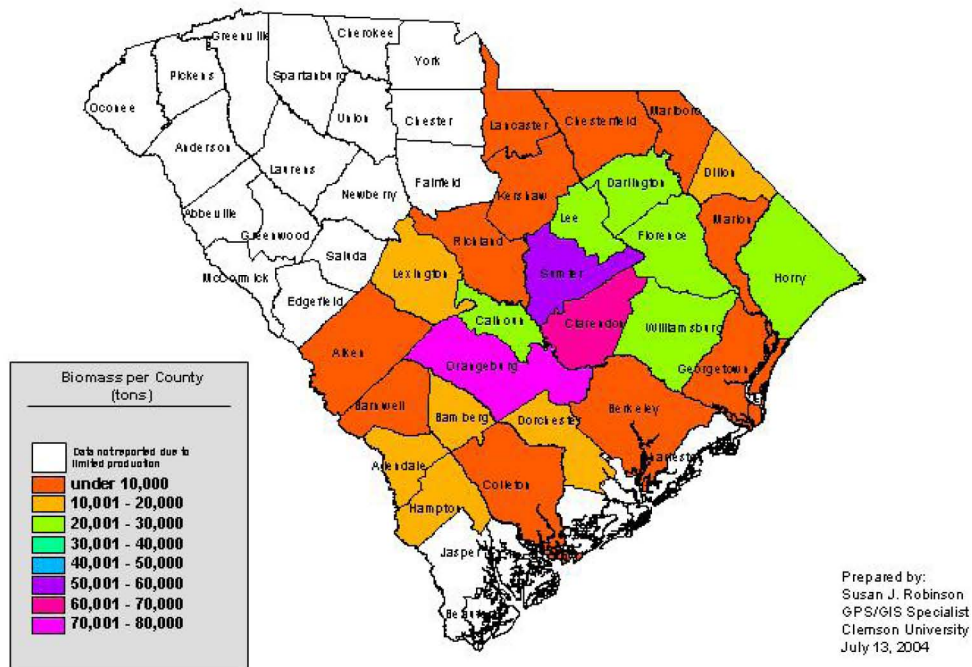 Greenville
Cherokee
York
Pickens
Spartanburg
Oconee
Union
Chester
Lancaster
Chesterfield
Marlboro
Anderson
Laurens
Dillon
Newberry
Fairfield
Kershaw
Darlington
Abbeville
Lee
Marion
Greenwood
Richland
Florence
Saluda
Lexington
Sumter
McCormick
Horry
Edgefield
Calhoun
Clarendon
Williamsburg
Aiken
Orangeburg
Georgetown
Barnwell
Bamberg
Dorchester
Berkeley
Allendale
Colleton
Hampton
Jasper
Biomass per County
(tons)
Data not reported due to
limited production
under 10,000
10,001 - 20,000
20,001 - 30,000
30,001 - 40,000
40,001 - 50,000
50,001 - 60,000
60,001 - 70,000
70,001 - 80,000
Prepared by:
Susan J. Robinson
GPS/GIS Specialist
Clemson University
July 13, 2004